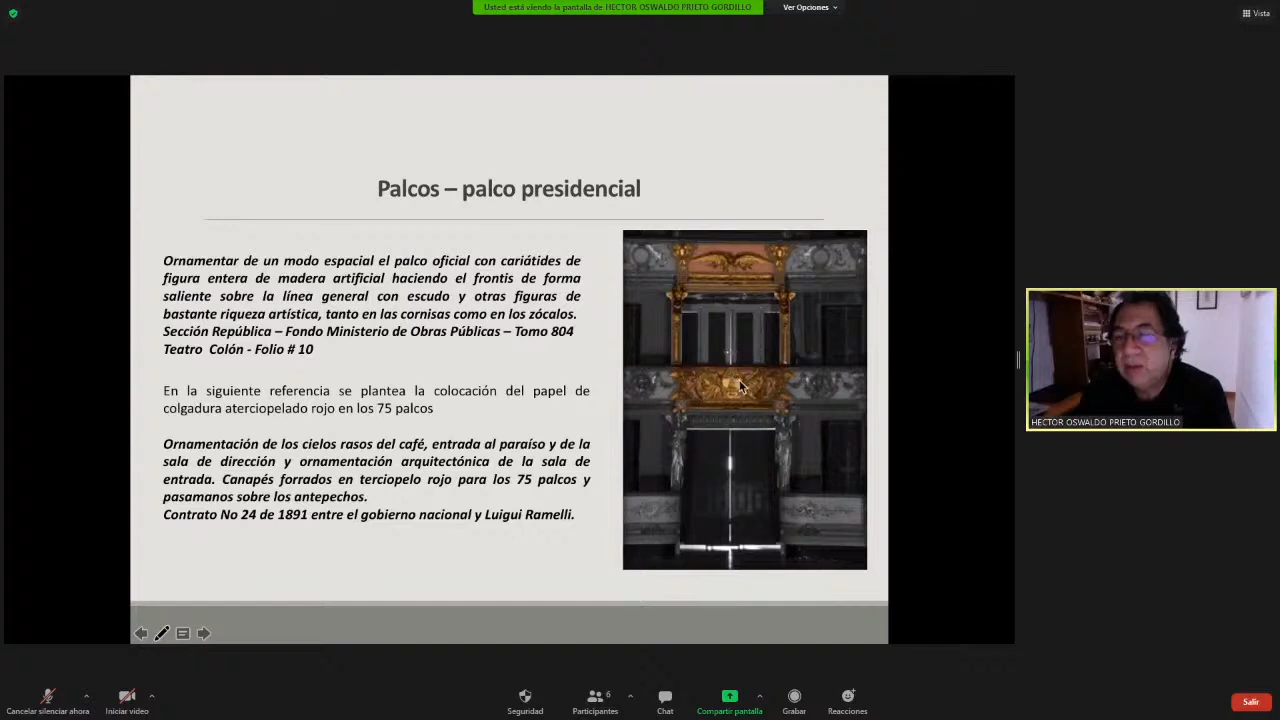 Usted está viendo la pantalla de HECTOR OSWALDO PRIETO GORDILLO
Ver Opciones
Vista
Palcos – palco presidencial
Ornamentar de un modo espacial el palco oficial con cariátides de
figura entera de madera artificial haciendo el frontis de forma
saliente sobre la línea general con escudo y otras figuras de
bastante riqueza artística, tanto en las cornisas como en los zócalos.
Sección República – Fondo Ministerio de Obras Públicas – Tomo 804
Teatro Colón - Folio # 10
En la siguiente referencia se plantea la colocación del papel de
colgadura aterciopelado rojo en los 75 palcos
Ornamentación de los cielos rasos del café, entrada al paraíso y de la
sala de dirección y ornamentación arquitectónica de la sala de
entrada. Canapés forrados en terciopelo rojo para los 75 palcos y
pasamanos sobre los antepechos.
Contrato No 24 de 1891 entre el gobierno nacional y Luigui Ramelli.
HECTOR OSWALDO PRIETO GORDILLO
Cancelar silenciar ahora
Iniciar video
Seguridad
Participantes
6
Chat
Compartir pantalla
Grabar
Reacciones
Salir